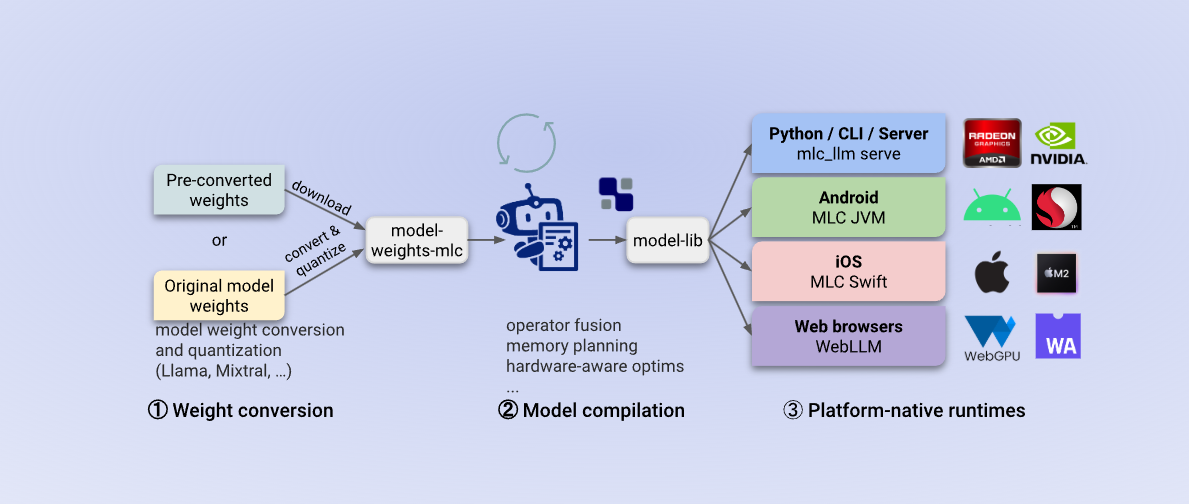 Pre-converted
weights
or
Original model
weights
download
convert &
quantize
model-
weights-mlc
model weight conversion
and quantization
(Llama, Mixtral, …)
① Weight conversion
operator fusion
memory planning
hardware-aware optims
...
② Model compilation
model-lib
Python / CLI / Server
mlc_llm serve
Android
MLC JVM
iOS
MLC Swift
Web browsers
WebLLM
RADEON
GRAPHICS
AMD
NVIDIA.
M2
WebGPU
WA
③ Platform-native runtimes